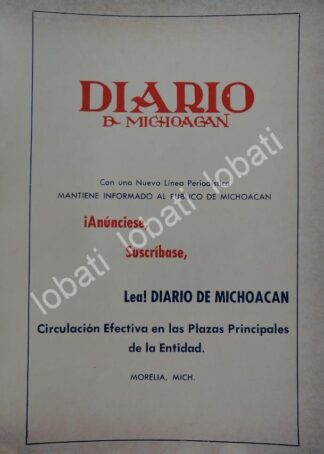 DIARIO
DE MICHOACAN
Con una Nueva Línea Periodística
MANTIENE INFORMADO AL PUBLICO DE MICHOACAN
¡Anúnciese,
Suscríbase,
Lea! DIARIO DE MICHOACAN
Circulación Efectiva en las Plazas Principales
de la Entidad.
MORELIA, MICH.
lobati lobati lobati